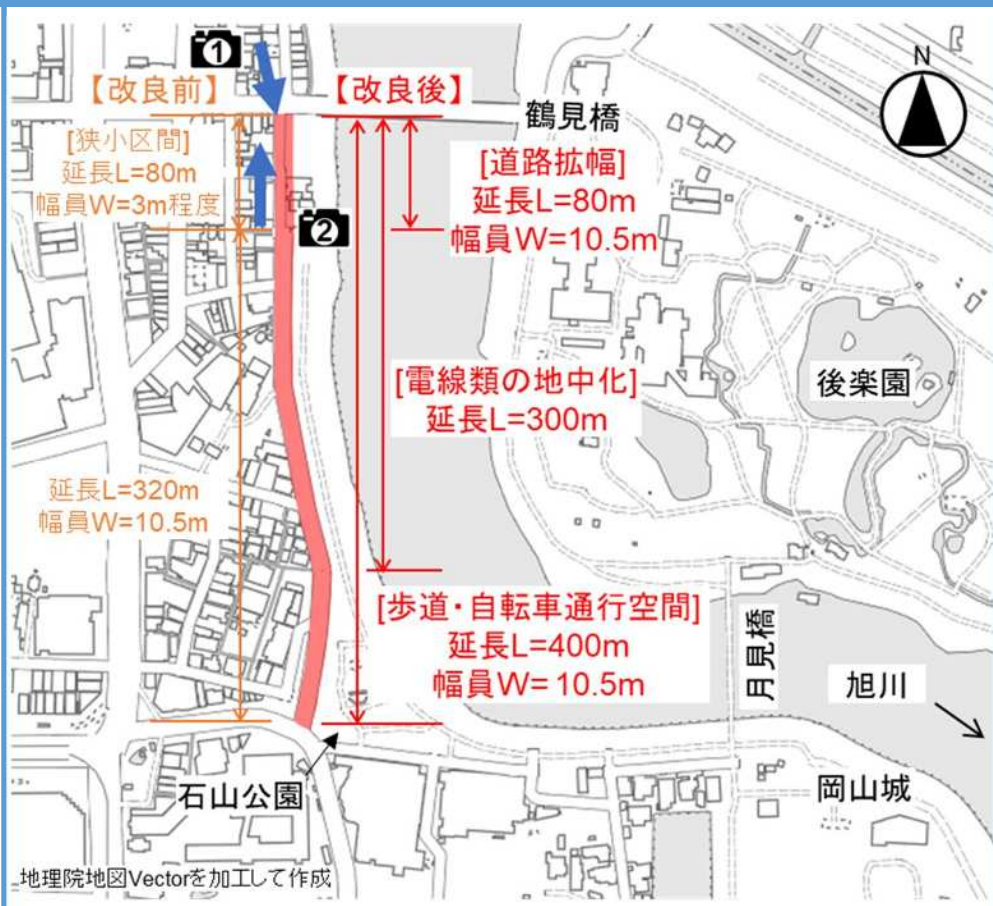 ①
N
【改良前】
【改良後】
鶴見橋
[狭小区間]
延長L=80m
幅員W=3m程度
[道路拡幅]
延長L=80m
幅員W=10.5m
②
[電線類の地中化]
延長L=300m
後楽園
延長L=320m
幅員W=10.5m
[歩道・自転車通行空間]
延長L=400m
幅員W= 10.5m
月見橋
旭川
石山公園
岡山城
地理院地図Vectorを加工して作成